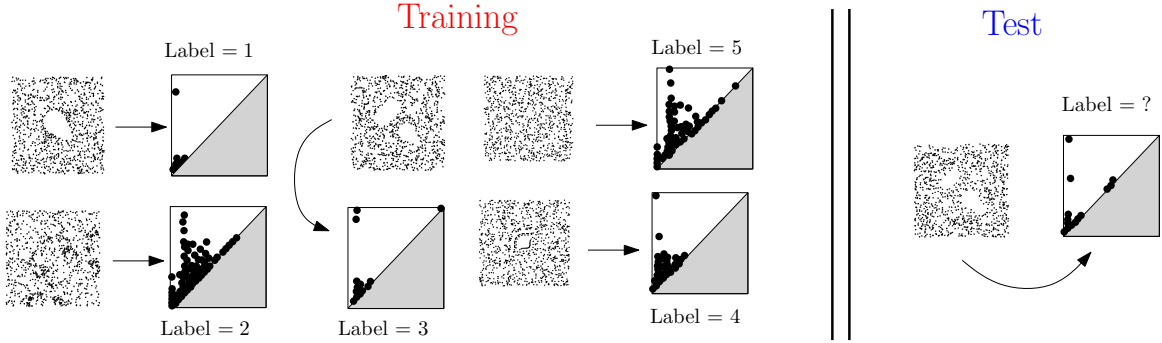 Training
Test
Label = 1
Label = 5
Label = ?
Label = 2
Label = 3
Label = 4